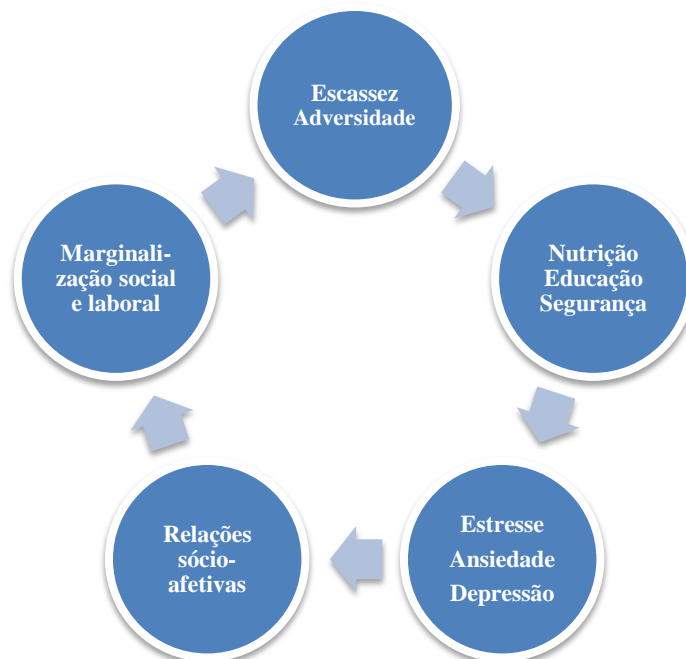 Escassez
Adversidade
Nutrição
Educação
Segurança
Estresse
Ansiedade
Depressão
Relações
sócio-
afetivas
Marginali-
zação social
e laboral